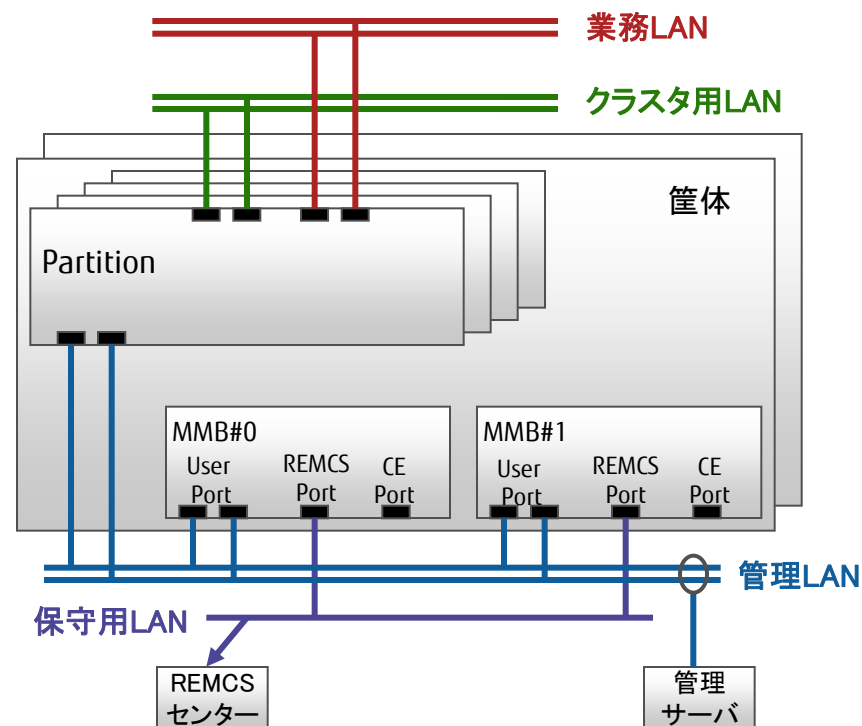 業務LAN
クラスタ用LAN
筐体
Partition
MMB#0
User
Port
REMCS
Port
CE
Port
MMB#1
User
Port
REMCS
Port
CE
Port
管理LAN
保守用LAN
REMCS
センター
管理
サーバ